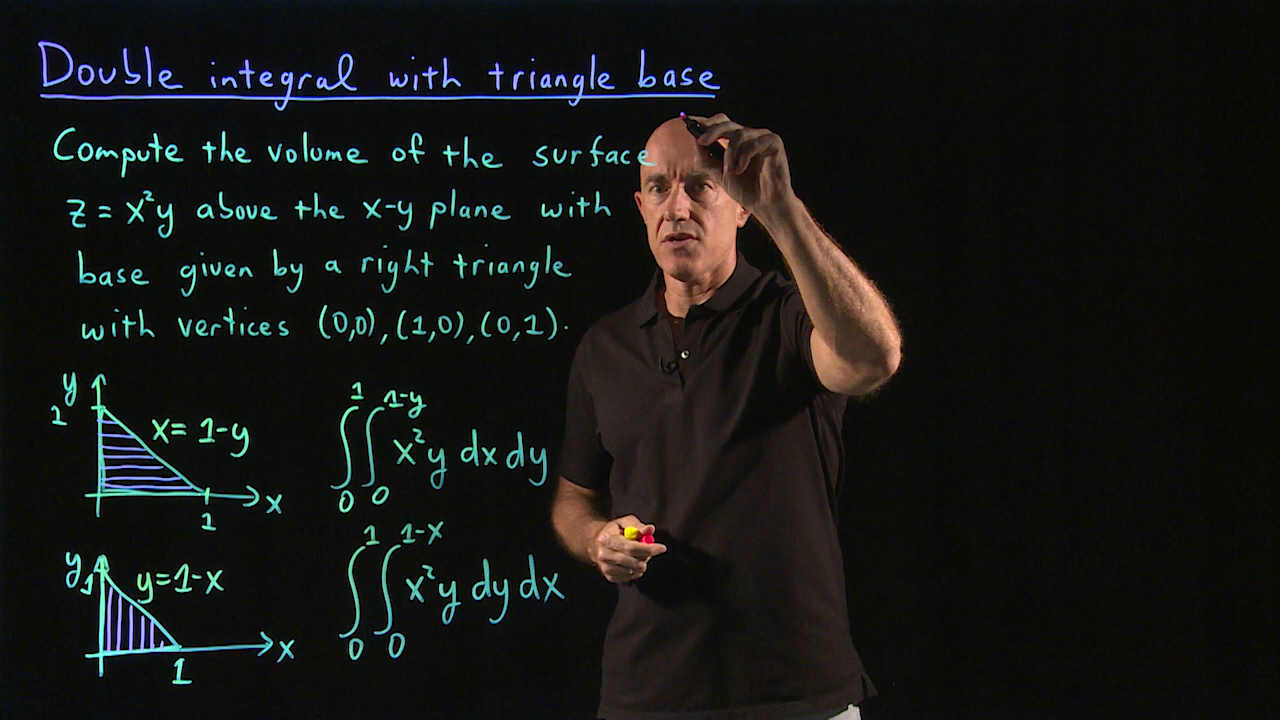 Double integral with triangle base
Compute the volume of the surface
z = x²y above the x-y plane with
base given by a right triangle
with vertices (0,0), (1,0), (0,1).
y
1
x = 1-y
x
1
∫₀¹ ∫₀^{1-y} x²y dx dy
y
1
y = 1-x
x
1
∫₀¹ ∫₀^{1-x} x²y dy dx